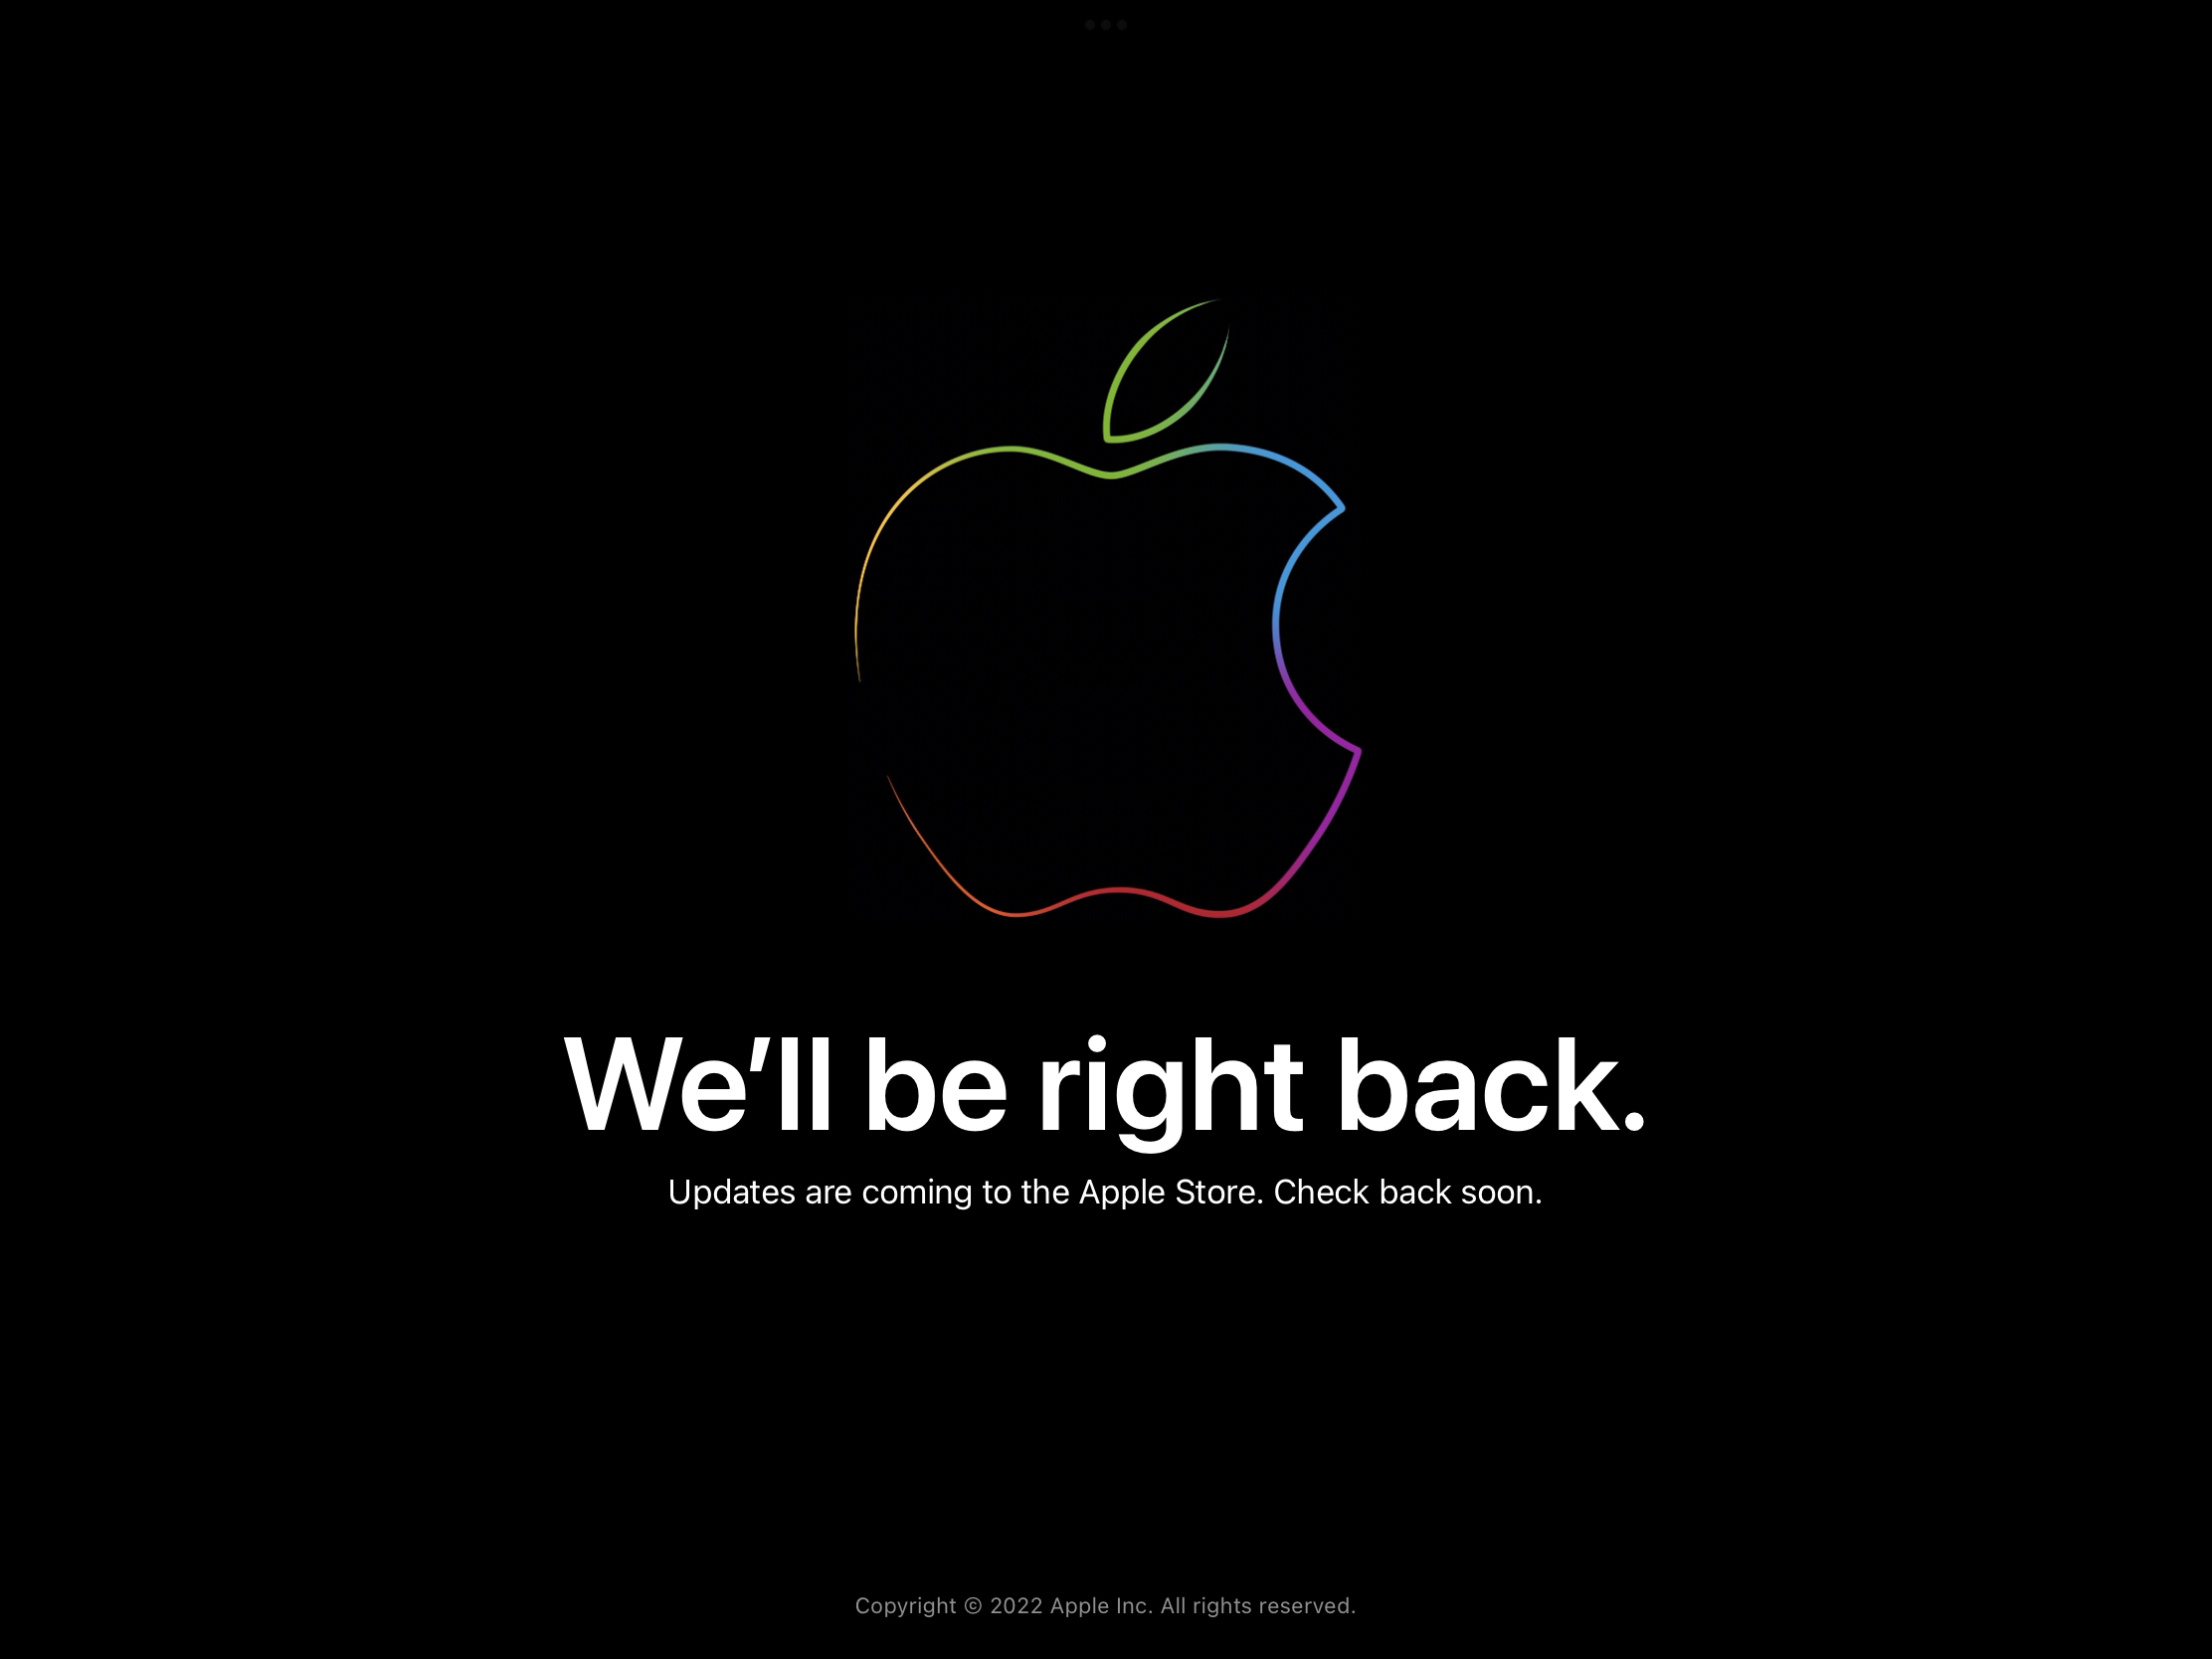 We’ll be right back.
Updates are coming to the Apple Store. Check back soon.
Copyright © 2022 Apple Inc. All rights reserved.